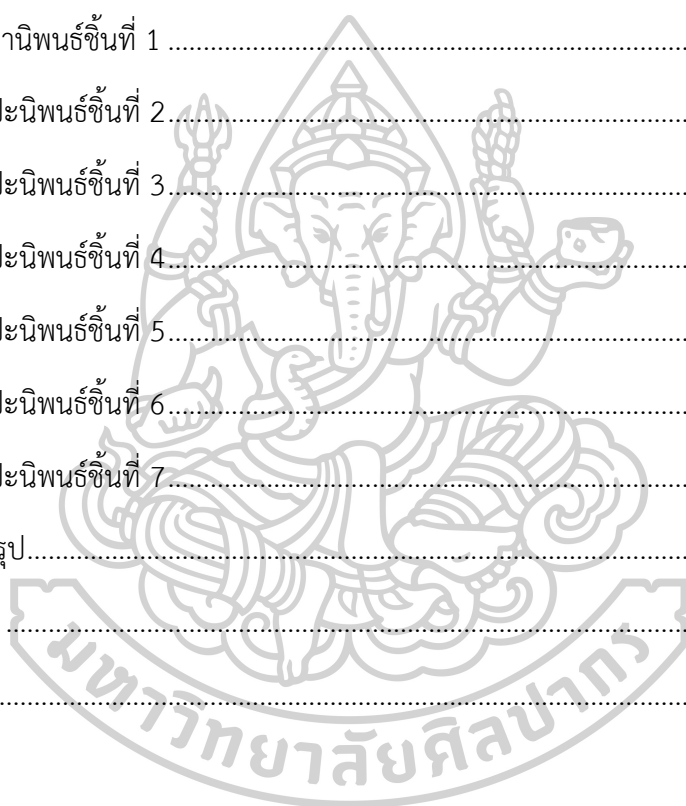 านิพนธ์ชิ้นที่ 1 ................................................................
ปะนิพนธ์ชิ้นที่ 2................................................................
ปะนิพนธ์ชิ้นที่ 3................................................................
ปะนิพนธ์ชิ้นที่ 4................................................................
ปะนิพนธ์ชิ้นที่ 5................................................................
ปะนิพนธ์ชิ้นที่ 6................................................................
ปะนิพนธ์ชิ้นที่ 7................................................................
รุป................................................................
................................................................
................................................................
มหาวิทยาลัยศิลปากร